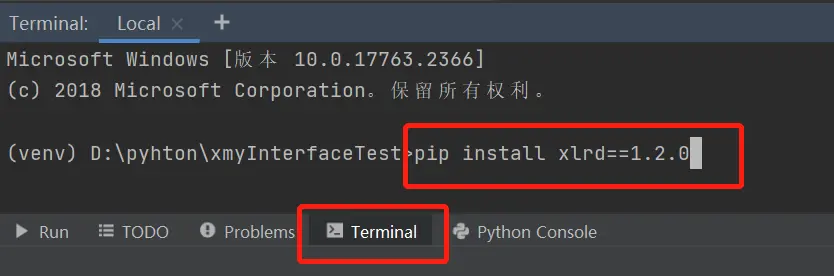 Terminal: Local × +
Microsoft Windows [版本 10.0.17763.2366]
(c) 2018 Microsoft Corporation。保留所有权利。
(venv) D:\pyhton\xmyInterfaceTest>pip install xlrd==1.2.0
Run TODO Problems Terminal Python Console